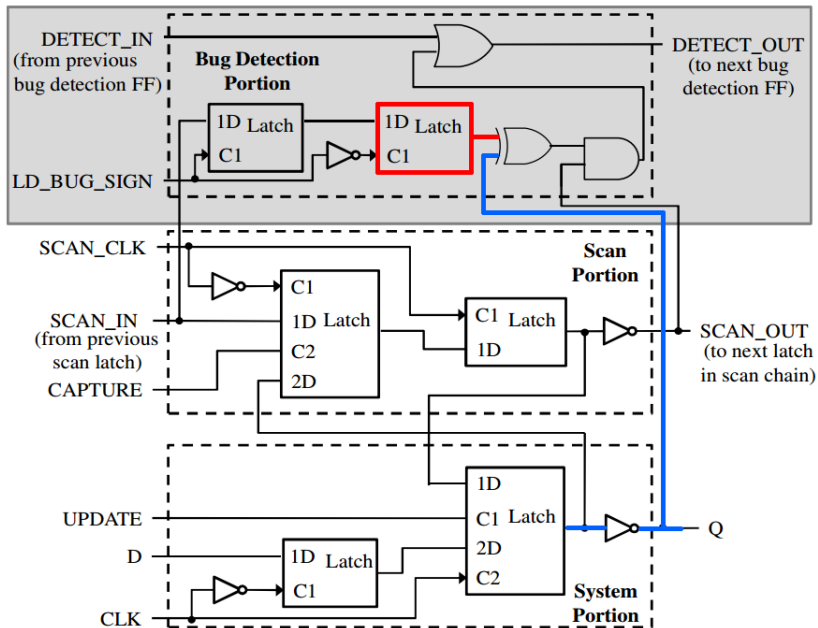 DETECT_IN
(from previous
bug detection FF)
Bug Detection
Portion
DETECT_OUT
(to next bug
detection FF)
1D Latch
C1
1D Latch
C1
LD_BUG_SIGN
SCAN_CLK
Scan
Portion
C1
1D Latch
C2
2D
C1 Latch
1D
SCAN_IN
(from previous
scan latch)
CAPTURE
SCAN_OUT
(to next latch
in scan chain)
1D
C1 Latch
2D
C2
UPDATE
Q
D
1D Latch
C1
CLK
System
Portion